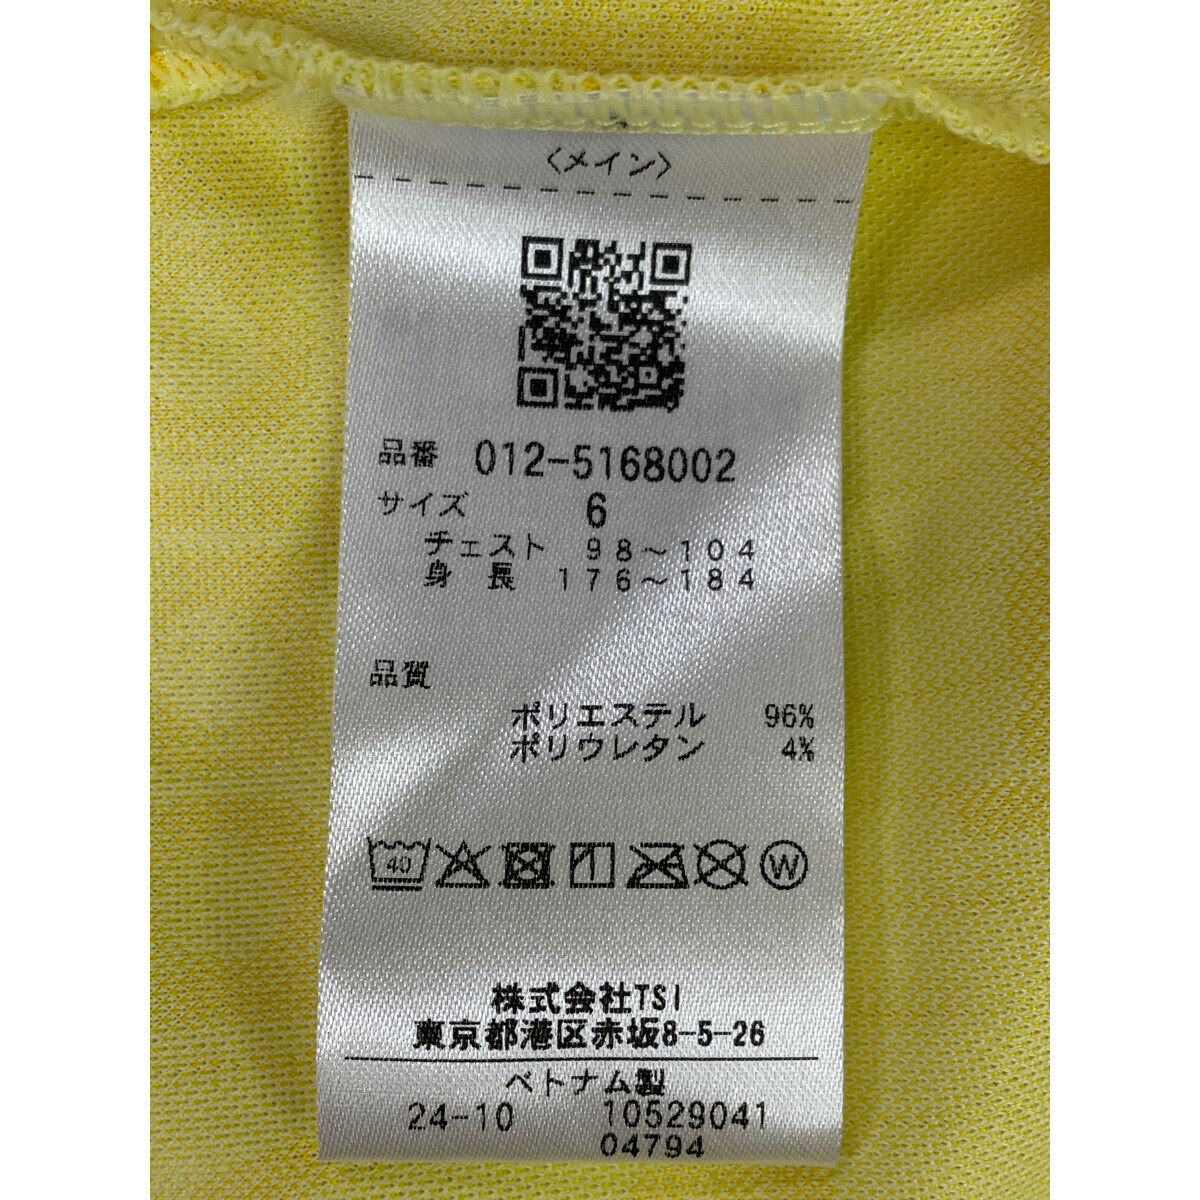 〈メイン〉
品番 012-5168002
サイズ 6
チェスト 98~104
身長 176~184
品質
ポリエステル 96%
ポリウレタン 4%
40
W
株式会社TSI
東京都港区赤坂8-5-26
ベトナム製
24-10 10529041
04794